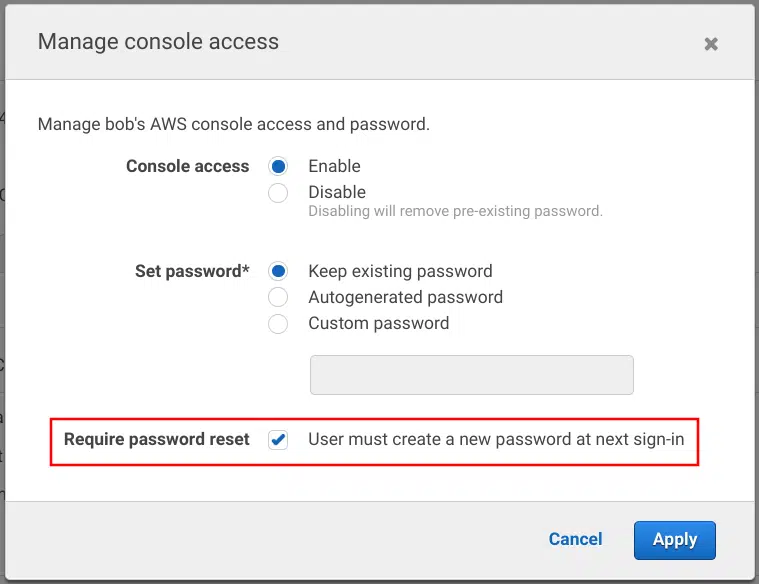 Manage console access
Manage bob's AWS console access and password.
Console access Enable
Disable
Disabling will remove pre-existing password.
Set password* Keep existing password
Autogenerated password
Custom password
Require password reset User must create a new password at next sign-in
Cancel Apply